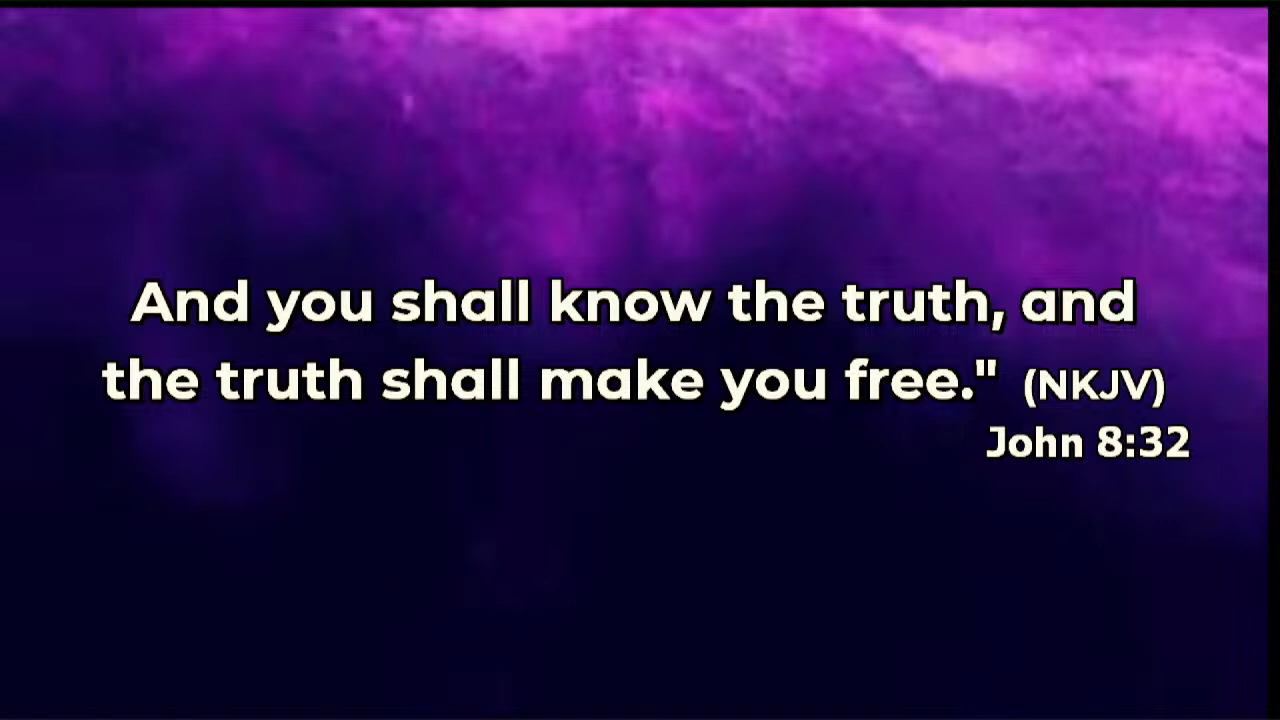 And you shall know the truth, and
the truth shall make you free." (NKJV)
John 8:32